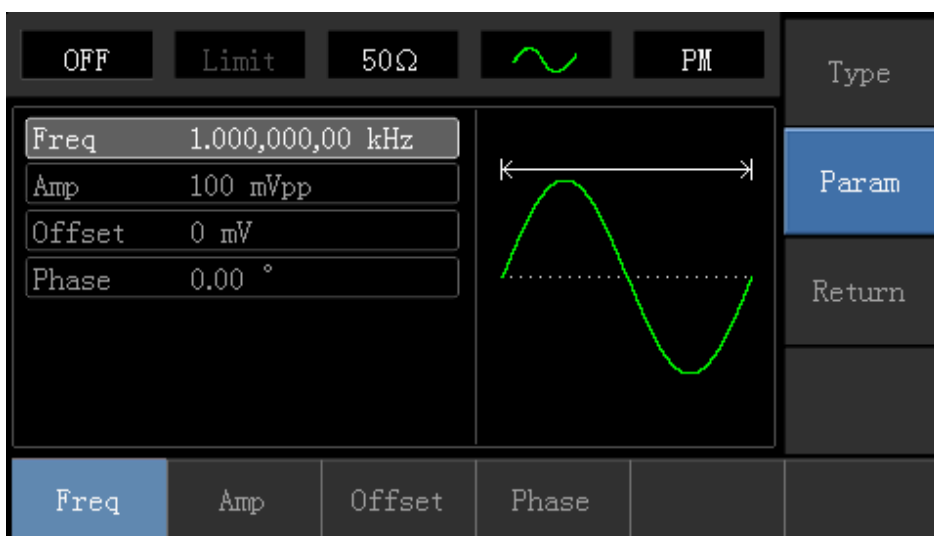 OFF Limit 50Ω PM
Type
Freq 1.000,000,00 kHz
Amp 100 mVpp
Offset 0 mV
Phase 0.00 °
Param
Return
Freq Amp Offset Phase